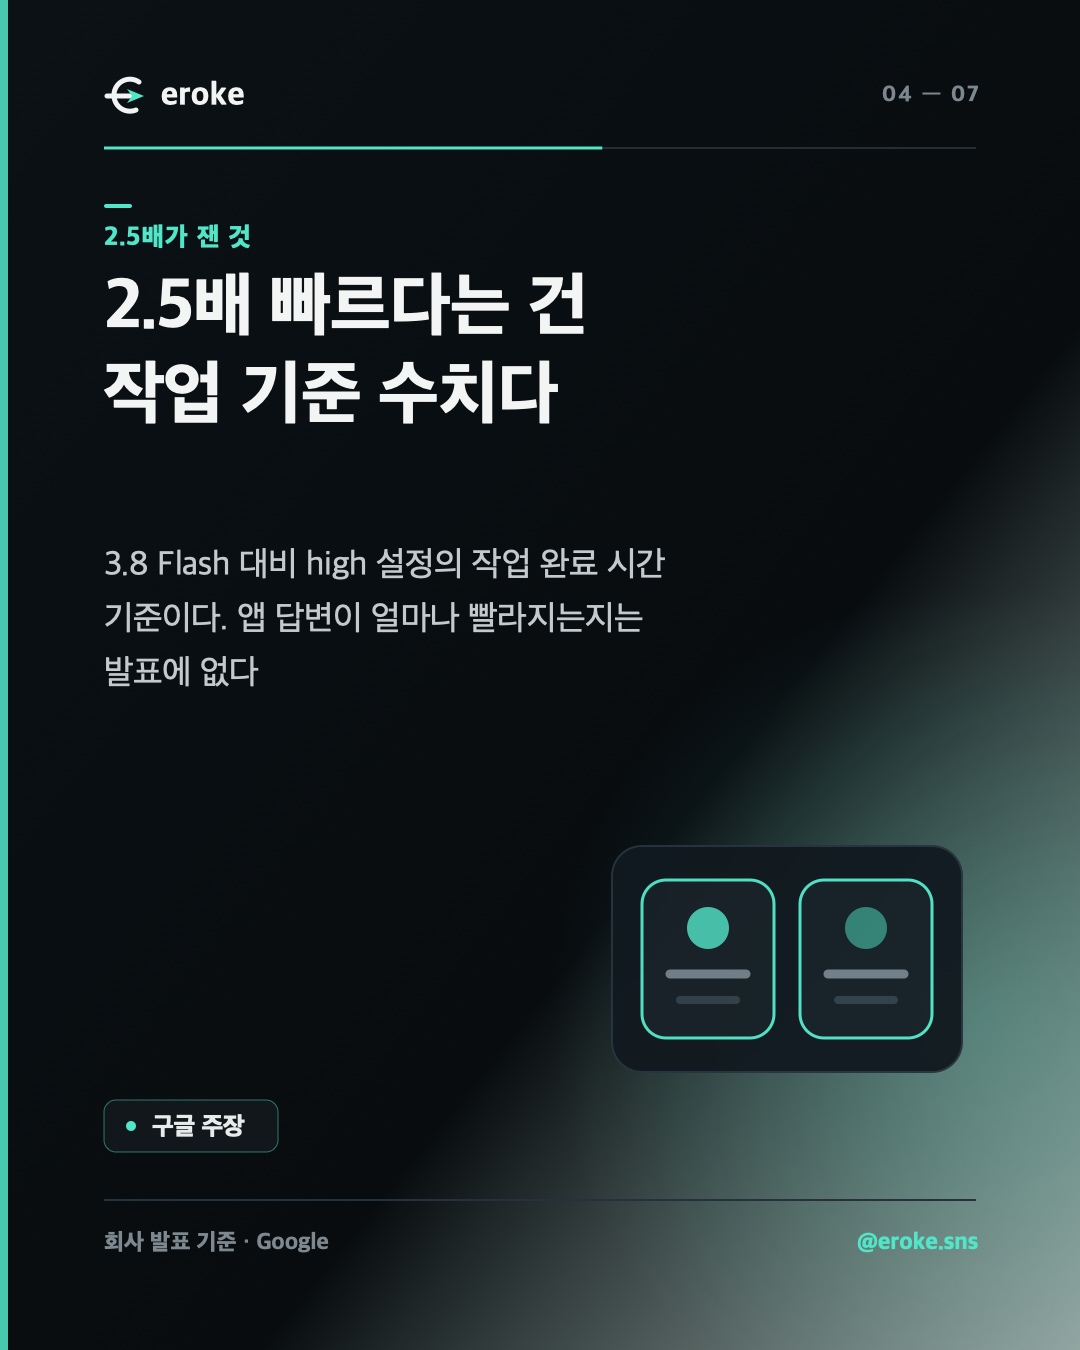 eroke
04 — 07
2.5배가 잰 것
2.5배 빠르다는 건
작업 기준 수치다
3.8 Flash 대비 high 설정의 작업 완료 시간
기준이다. 앱 답변이 얼마나 빨라지는지는
발표에 없다
구글 주장
회사 발표 기준 · Google
@eroke.sns